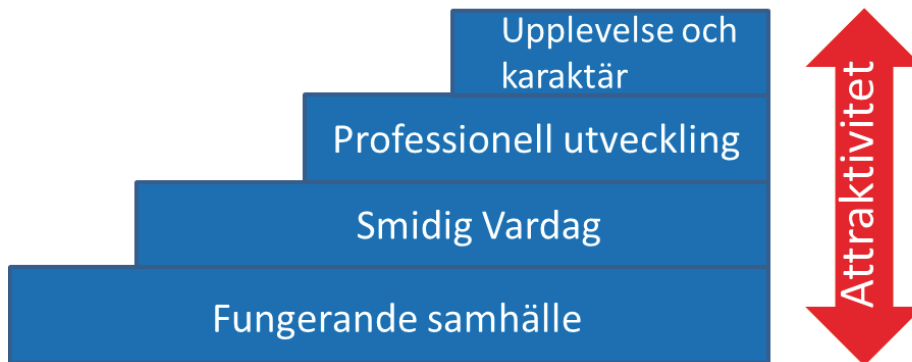 Upplevelse och
karaktär
Professionell utveckling
Smidig Vardag
Fungerande samhälle
Attraktivitet